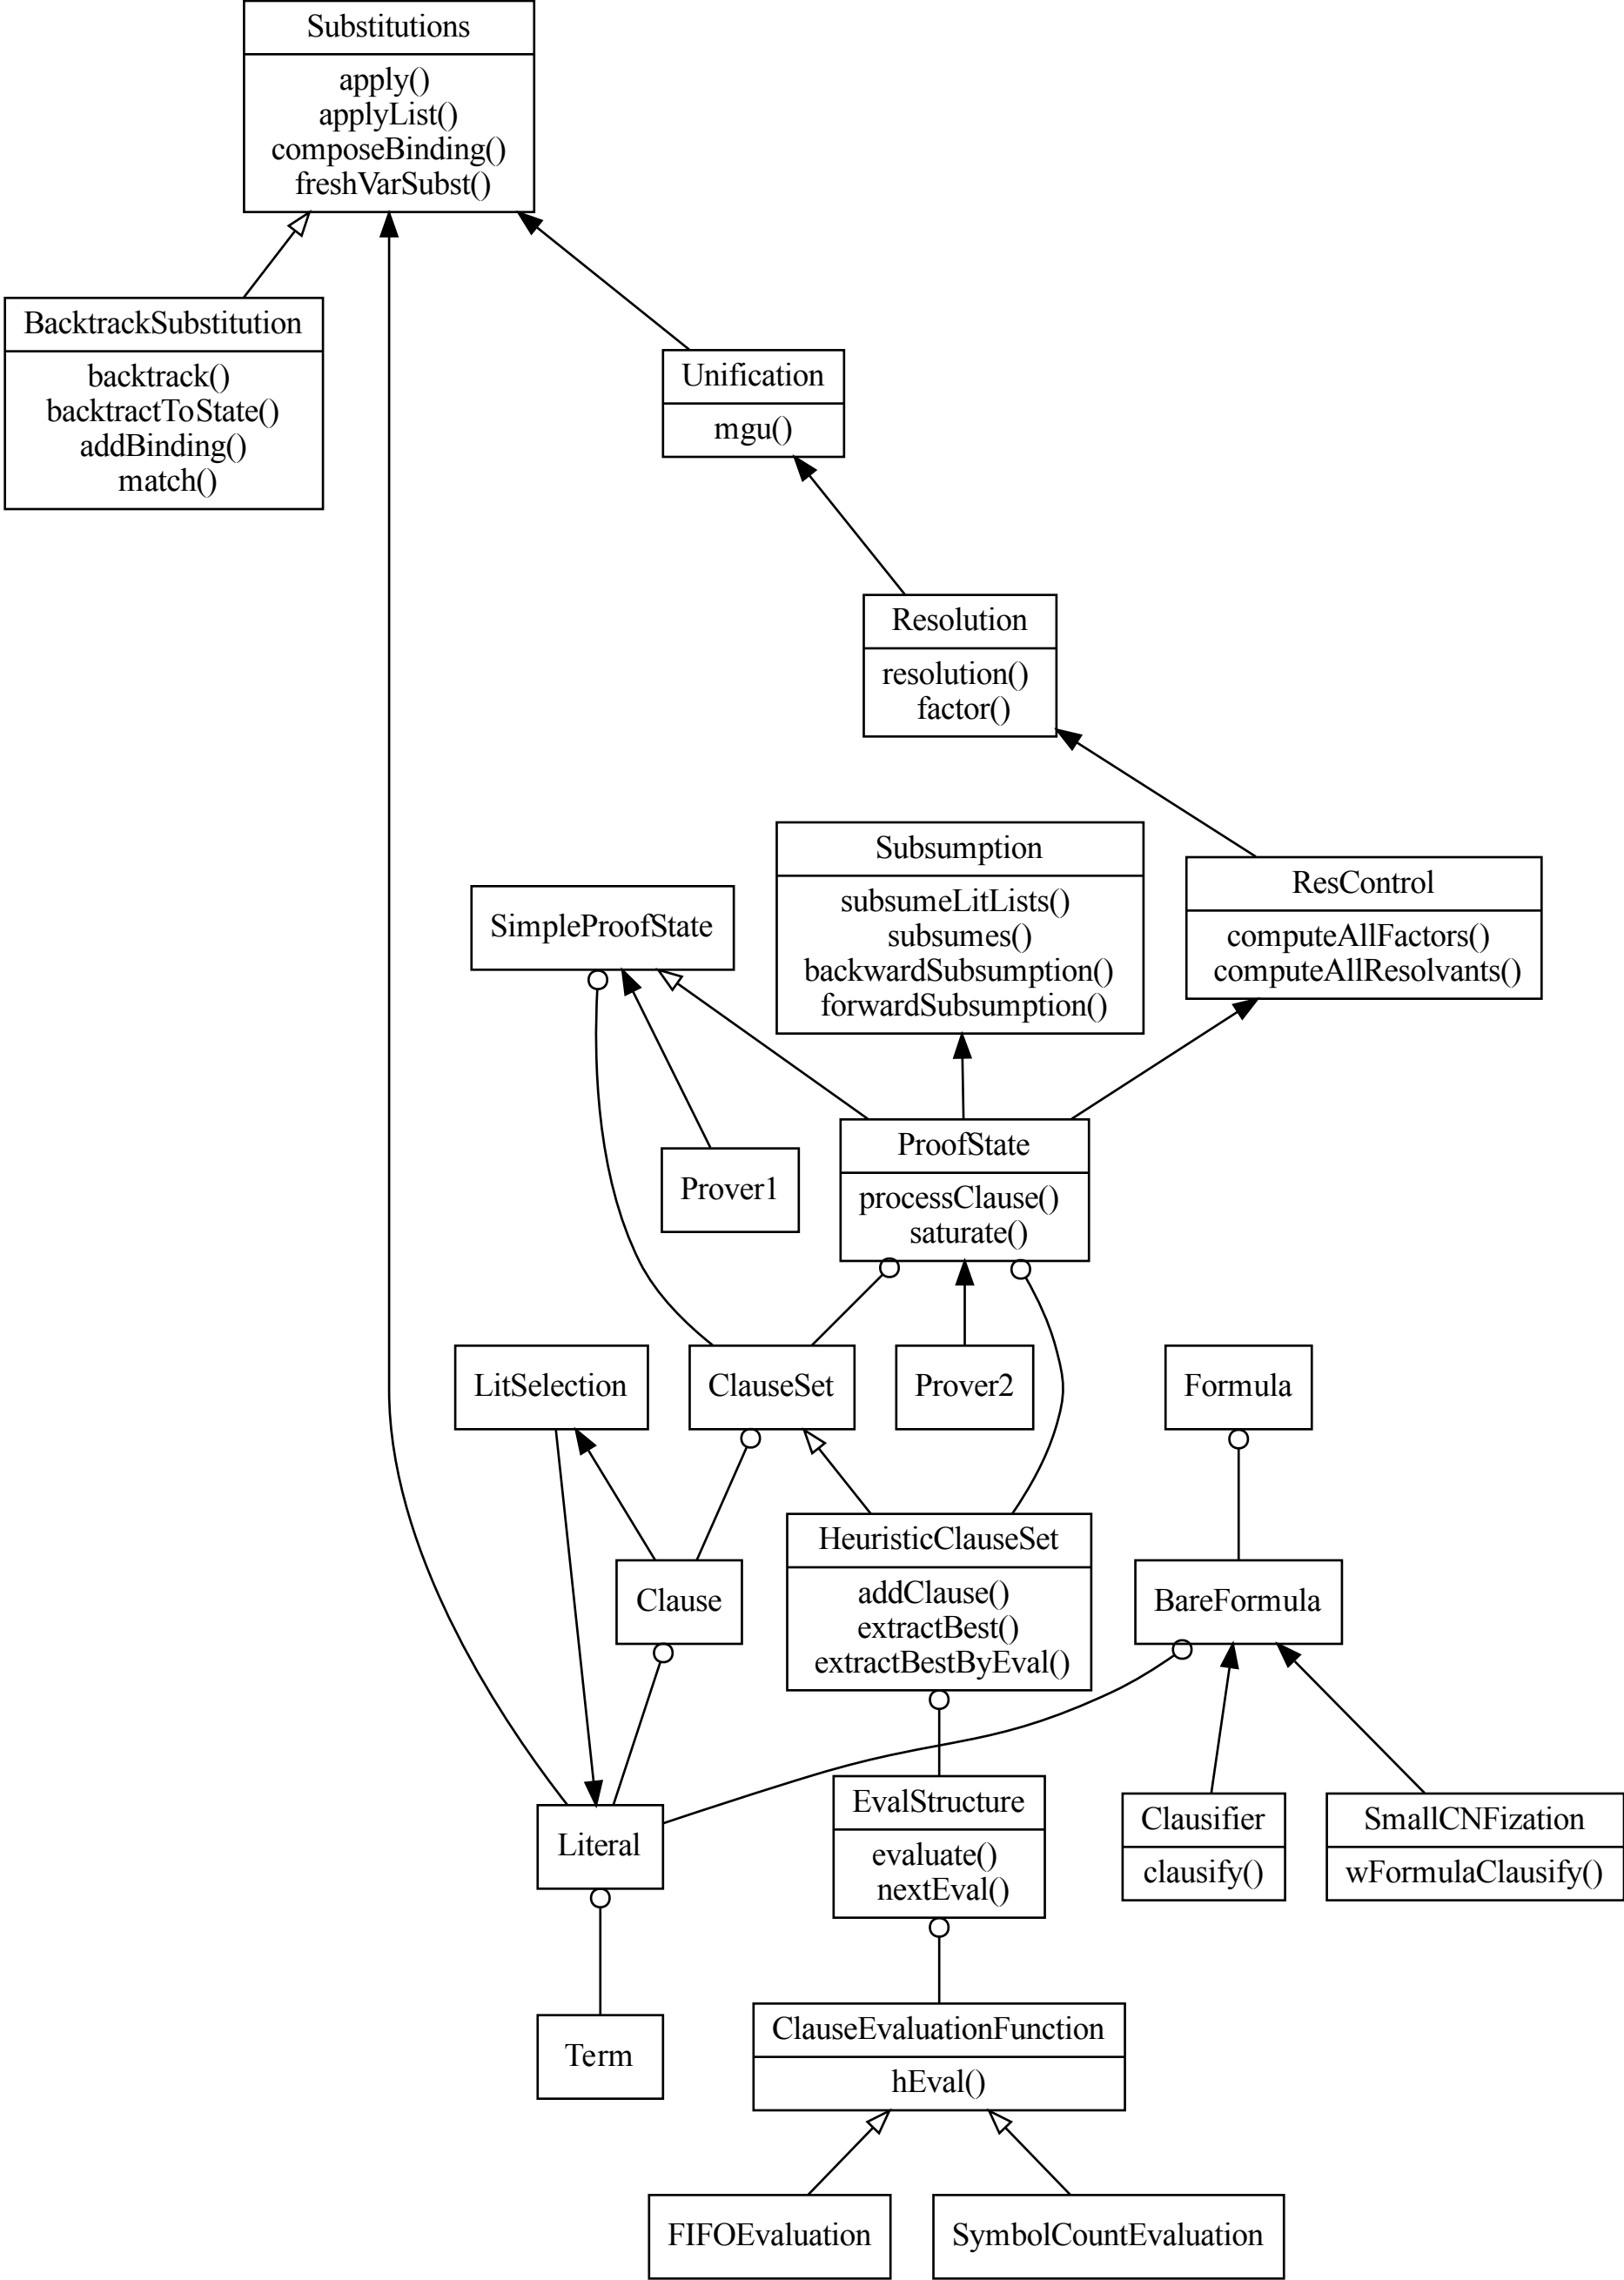 Substitutions
apply()
applyList()
composeBinding()
freshVarSubst()
BacktrackSubstitution
backtrack()
backtractToState()
addBinding()
match()
Unification
mgu()
Resolution
resolution()
factor()
Subsumption
subsumeLitLists()
subsumes()
backwardSubsumption()
forwardSubsumption()
ResControl
computeAllFactors()
computeAllResolvants()
SimpleProofState
ProofState
processClause()
saturate()
Prover1
LitSelection
ClauseSet
Prover2
Formula
HeuristicClauseSet
addClause()
extractBest()
extractBestByEval()
Clause
BareFormula
EvalStructure
evaluate()
nextEval()
Clausifier
clausify()
SmallCNFization
wFormulaClausify()
Literal
Term
ClauseEvaluationFunction
hEval()
FIFOEvaluation
SymbolCountEvaluation